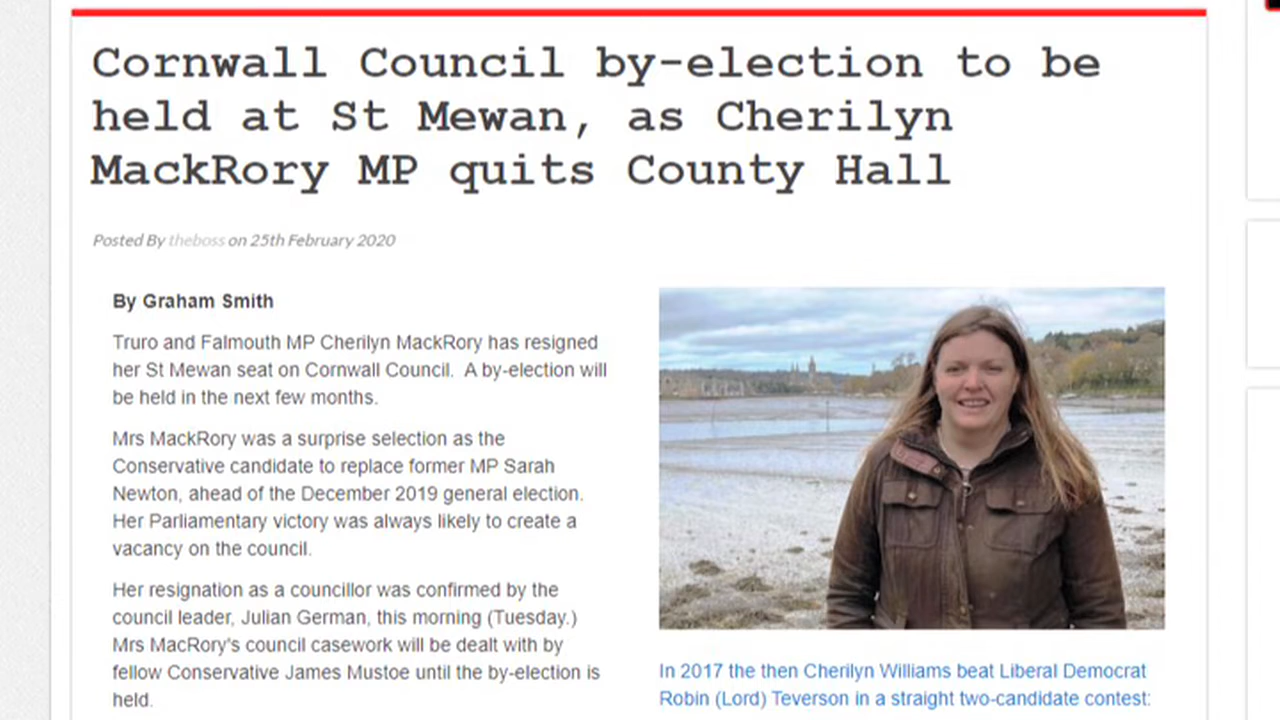 Cornwall Council by-election to be
held at St Mewan, as Cherilyn
MackRory MP quits County Hall
Posted By theboss on 25th February 2020
By Graham Smith
Truro and Falmouth MP Cherilyn MackRory has resigned
her St Mewan seat on Cornwall Council. A by-election will
be held in the next few months.
Mrs MackRory was a surprise selection as the
Conservative candidate to replace former MP Sarah
Newton, ahead of the December 2019 general election.
Her Parliamentary victory was always likely to create a
vacancy on the council.
Her resignation as a councillor was confirmed by the
council leader, Julian German, this morning (Tuesday.)
Mrs MacRory's council casework will be dealt with by
fellow Conservative James Mustoe until the by-election is
held.
In 2017 the then Cherilyn Williams beat Liberal Democrat
Robin (Lord) Teverson in a straight two-candidate contest: